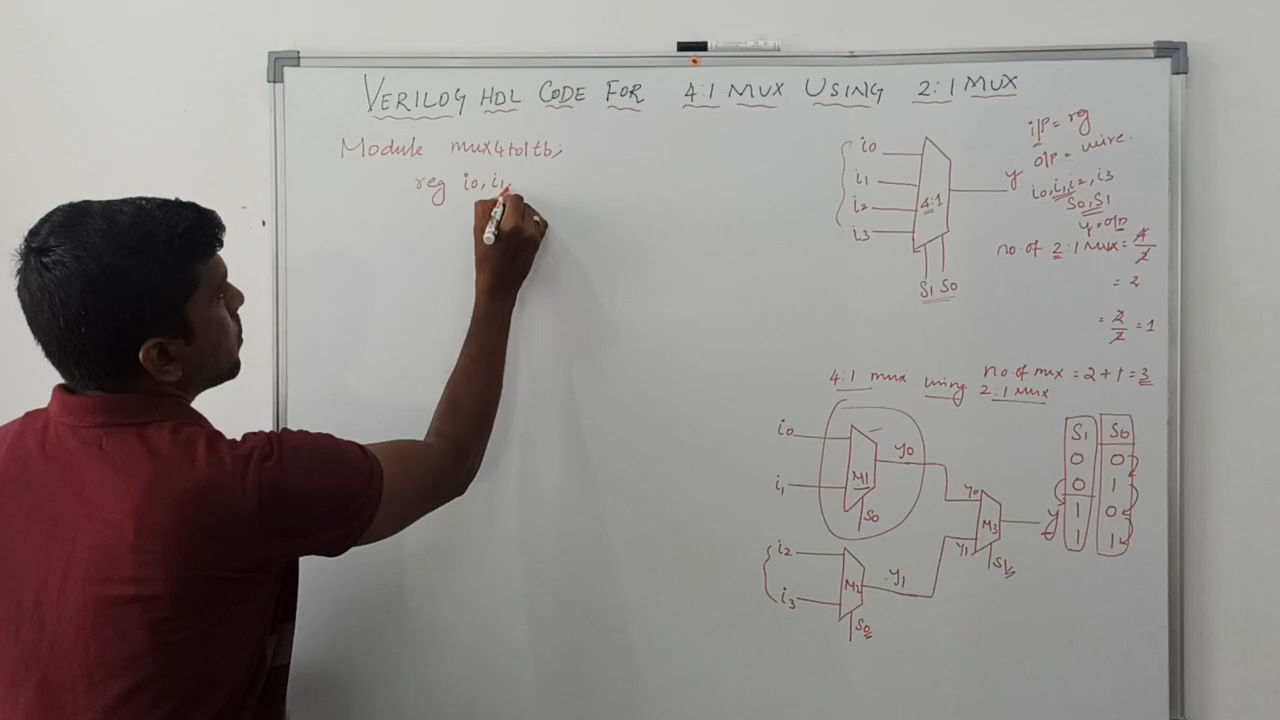 VERILOG HDL CODE FOR 4:1 MUX USING 2:1 MUX
Module mux4to1tb;
reg i0, i1,
i0
i1
i2
i3
4:1
S1 S0
y
i/p = reg
o/p = wire.
i0,i1,i2,i3
S0,S1
y=o/p
no.of 2:1 MUX = 4/2
= 2
= 2/2 = 1
4:1 mux using 2:1 MUX
no.of mux = 2 + 1 = 3
i0
i1
M1
S0
y0
i2
i3
M2
S0
y1
y0
y1
M3
S1
y
S1 S0
0 0
0 1
1 0
1 1